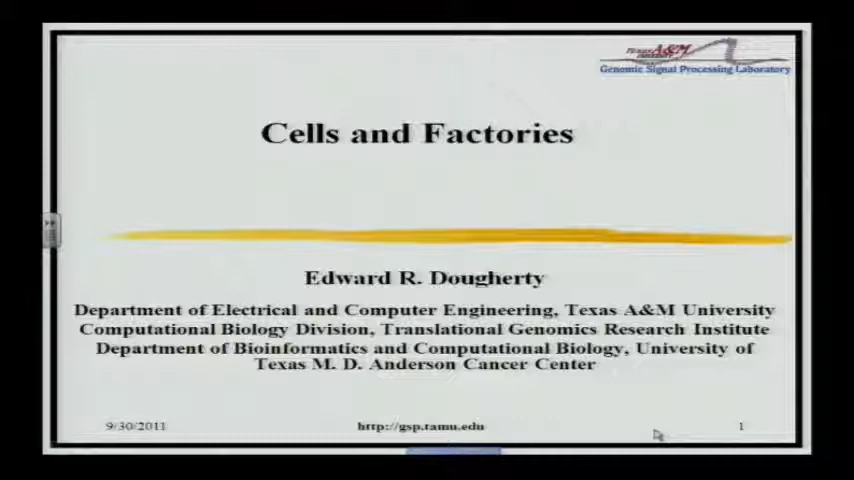 TEXAS A&M
UNIVERSITY
Genomic Signal Processing Laboratory
Cells and Factories
Edward R. Dougherty
Department of Electrical and Computer Engineering, Texas A&M University
Computational Biology Division, Translational Genomics Research Institute
Department of Bioinformatics and Computational Biology, University of
Texas M. D. Anderson Cancer Center
9/30/2011
http://gsp.tamu.edu
1